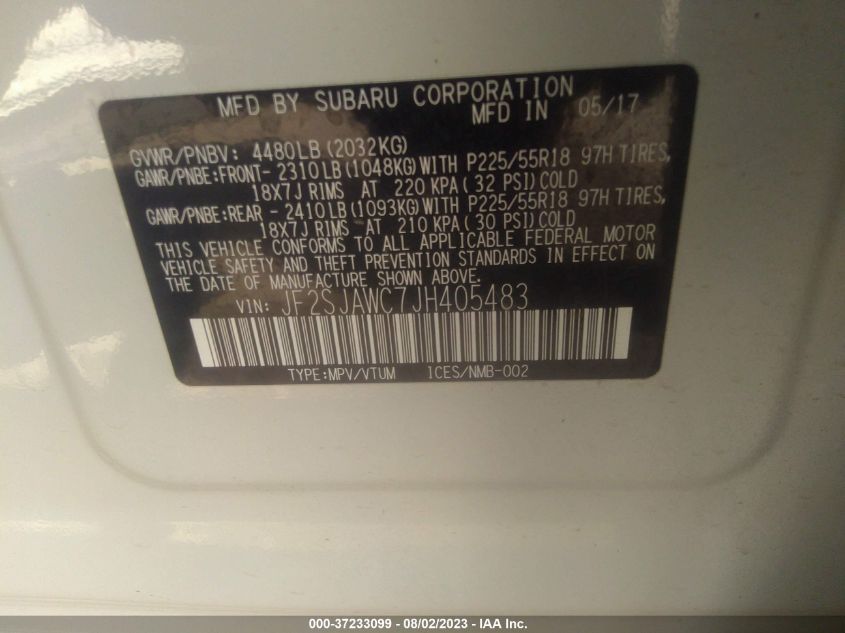 MFD BY SUBARU CORPORATION
MFD IN 05/17
GVWR/PNBV: 4480LB(2032KG)
GAWR/PNBE:FRONT- 2310LB(1048KG)WITH P225/55R18 97H TIRES,
18X7J RIMS AT 220 KPA(32 PSI)COLD
GAWR/PNBE:REAR - 2410LB(1093KG)WITH P225/55R18 97H TIRES,
18X7J RIMS AT 210 KPA(30 PSI)COLD
THIS VEHICLE CONFORMS TO ALL APPLICABLE FEDERAL MOTOR
VEHICLE SAFETY AND THEFT PREVENTION STANDARDS IN EFFECT ON
THE DATE OF MANUFACTURE SHOWN ABOVE.
VIN: JF2SJAWC7JH405483
TYPE:MPV/VTUM ICES/NMB-002
000-37233099 - 08/02/2023 - IAA Inc.